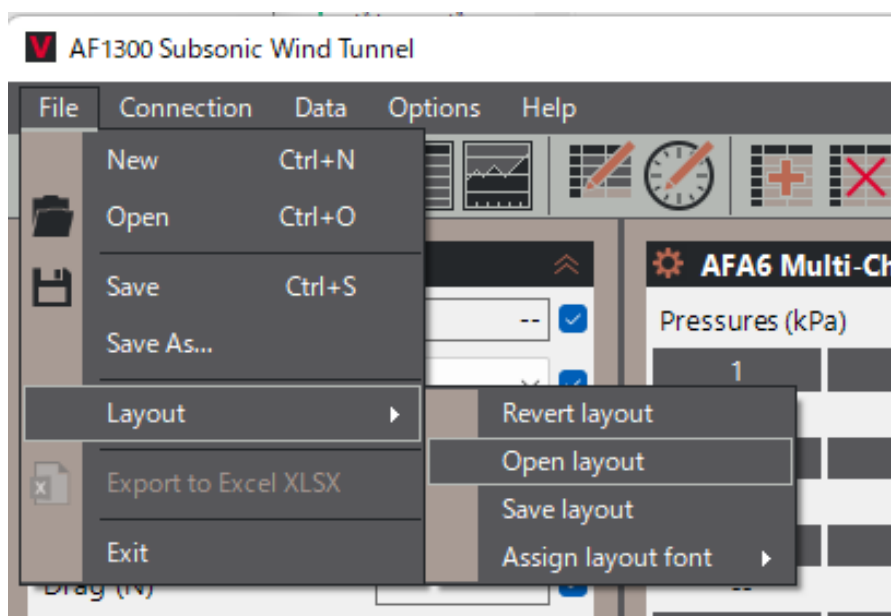 AF1300 Subsonic Wind Tunnel
File Connection Data Options Help
New Ctrl+N
Open Ctrl+O
Save Ctrl+S
Save As...
Layout
Export to Excel XLSX
Exit
Revert layout
Open layout
Save layout
Assign layout font
--
Drag (N)
AFA6 Multi-Ch
Pressures (kPa)
1
--